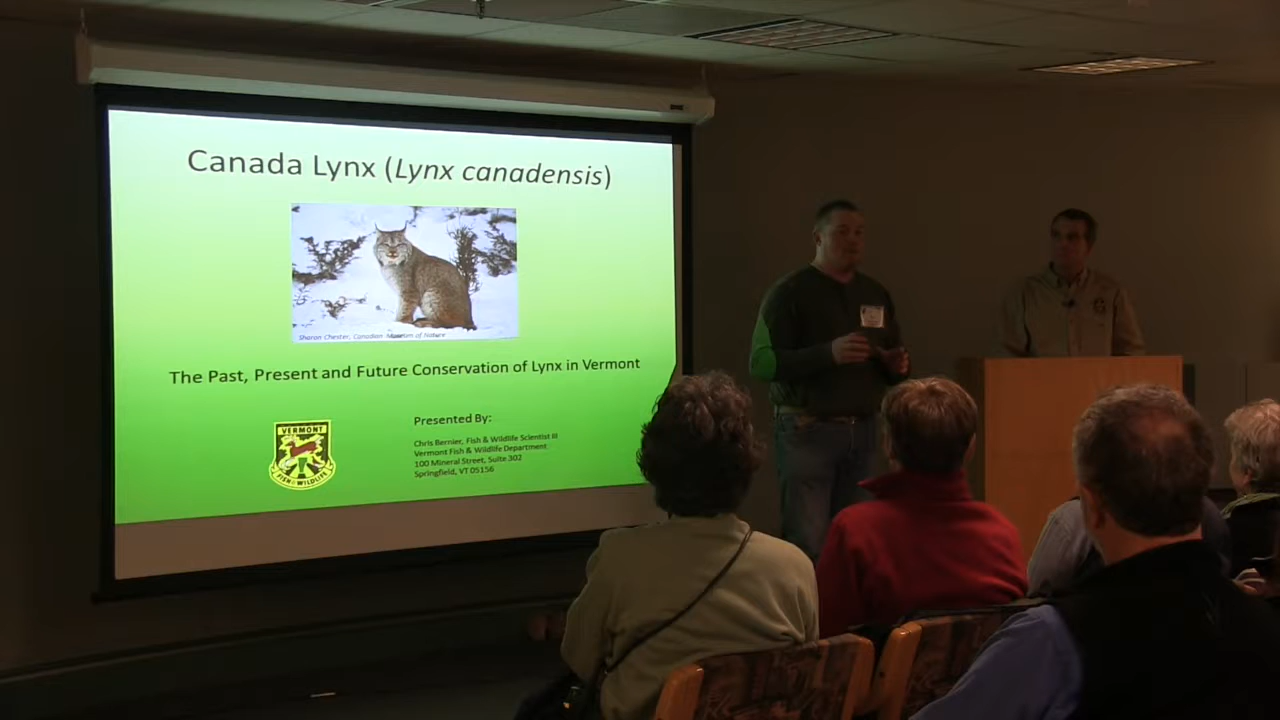 Canada Lynx (Lynx canadensis)
Sharon Chester, Canadian Museum of Nature
The Past, Present and Future Conservation of Lynx in Vermont
VERMONT
FISH & WILDLIFE
Presented By:
Chris Bernier, Fish & Wildlife Scientist III
Vermont Fish & Wildlife Department
100 Mineral Street, Suite 302
Springfield, VT 05156